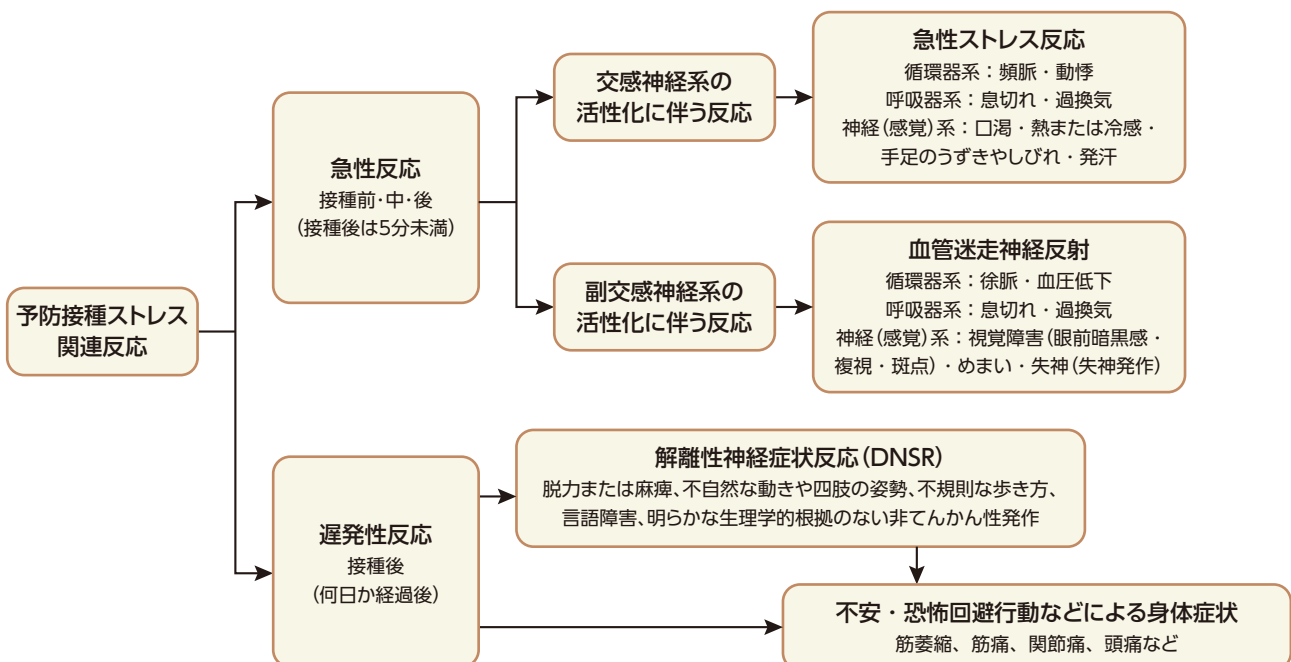 予防接種ストレス
関連反応
急性反応
接種前・中・後
(接種後は5分未満)
交感神経系の
活性化に伴う反応
急性ストレス反応
循環器系：頻脈・動悸
呼吸器系：息切れ・過換気
神経(感覚)系：口渇・熱または冷感・
手足のうずきやしびれ・発汗
副交感神経系の
活性化に伴う反応
血管迷走神経反射
循環器系：徐脈・血圧低下
呼吸器系：息切れ・過換気
神経(感覚)系：視覚障害(眼前暗黒感・
複視・斑点)・めまい・失神(失神発作)
遅発性反応
接種後
(何日か経過後)
解離性神経症状反応(DNSR)
脱力または麻痺、不自然な動きや四肢の姿勢、不規則な歩き方、
言語障害、明らかな生理学的根拠のない非てんかん性発作
不安・恐怖回避行動などによる身体症状
筋萎縮、筋痛、関節痛、頭痛など